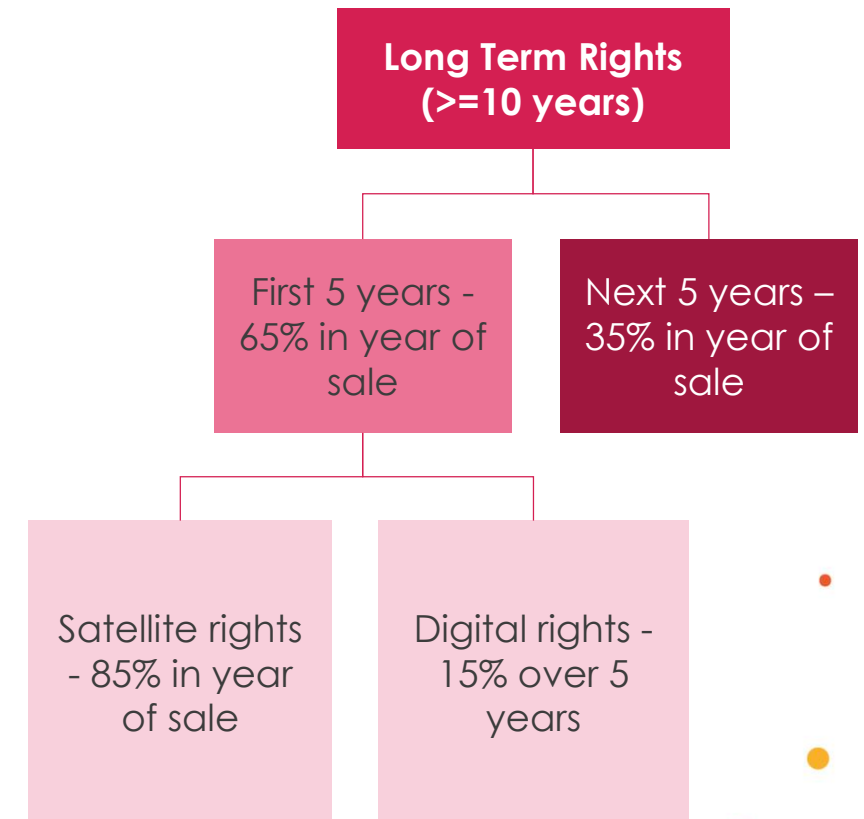 Long Term Rights
(>=10 years)
First 5 years -
65% in year of
sale
Next 5 years –
35% in year of
sale
Satellite rights
- 85% in year
of sale
Digital rights -
15% over 5
years